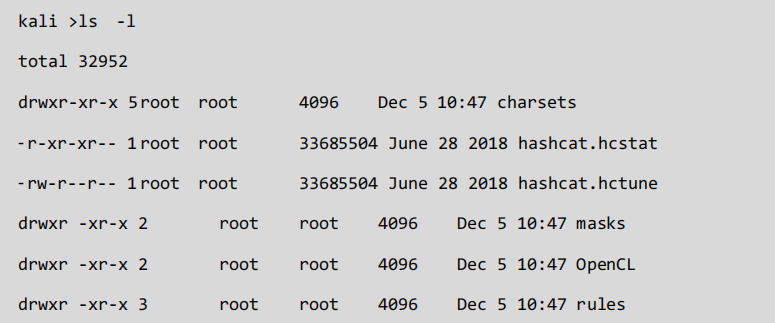 kali >ls -l
total 32952
drwxr-xr-x 5root root 4096 Dec 5 10:47 charsets
-r-xr-xr-- 1root root 33685504 June 28 2018 hashcat.hcstat
-rw-r--r-- 1root root 33685504 June 28 2018 hashcat.hctune
drwxr -xr-x 2 root root 4096 Dec 5 10:47 masks
drwxr -xr-x 2 root root 4096 Dec 5 10:47 OpenCL
drwxr -xr-x 3 root root 4096 Dec 5 10:47 rules